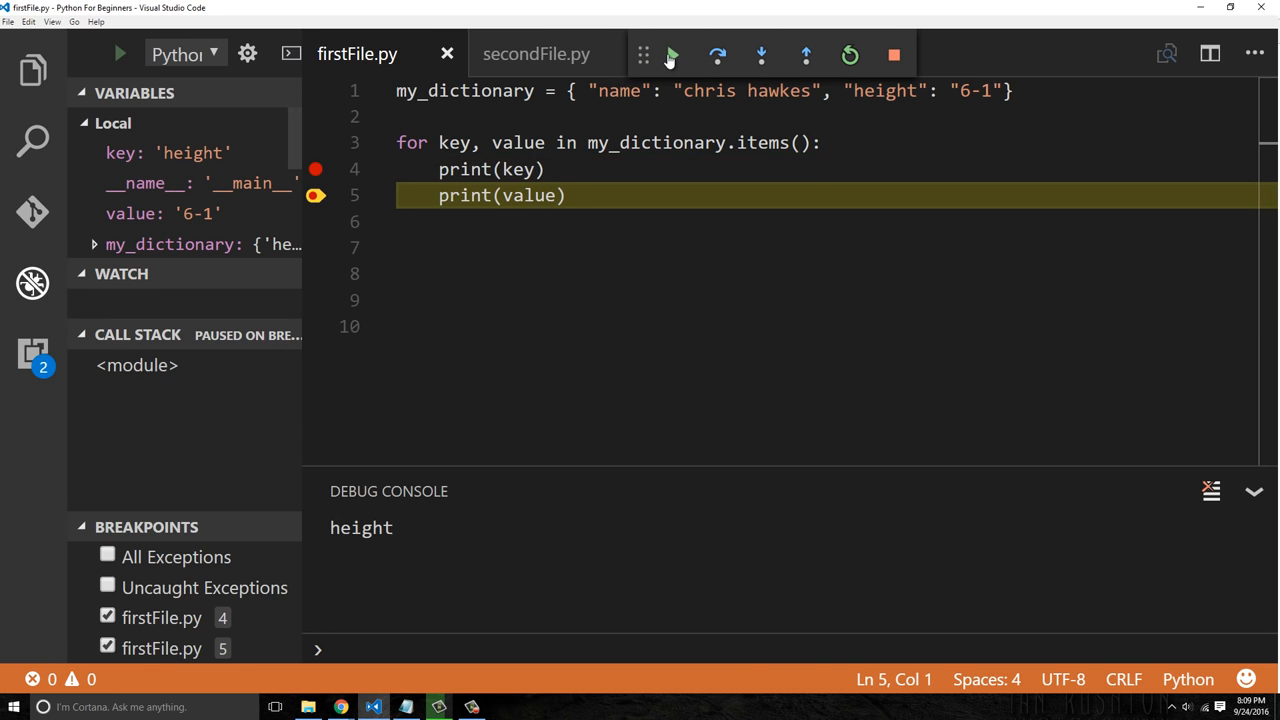 firstFile.py - Python For Beginners - Visual Studio Code
File Edit View Go Help
Python
firstFile.py
secondFile.py
VARIABLES
Local
key: 'height'
__name__: '__main__'
value: '6-1'
my_dictionary: {'he...
WATCH
CALL STACK PAUSED ON BRE...
<module>
BREAKPOINTS
All Exceptions
Uncaught Exceptions
firstFile.py 4
firstFile.py 5
2
1 my_dictionary = { "name": "chris hawkes", "height": "6-1"}
2
3 for key, value in my_dictionary.items():
4 print(key)
5 print(value)
6
7
8
9
10
DEBUG CONSOLE
height
0 0
Ln 5, Col 1 Spaces: 4 UTF-8 CRLF Python
I'm Cortana. Ask me anything.
8:09 PM
9/24/2016